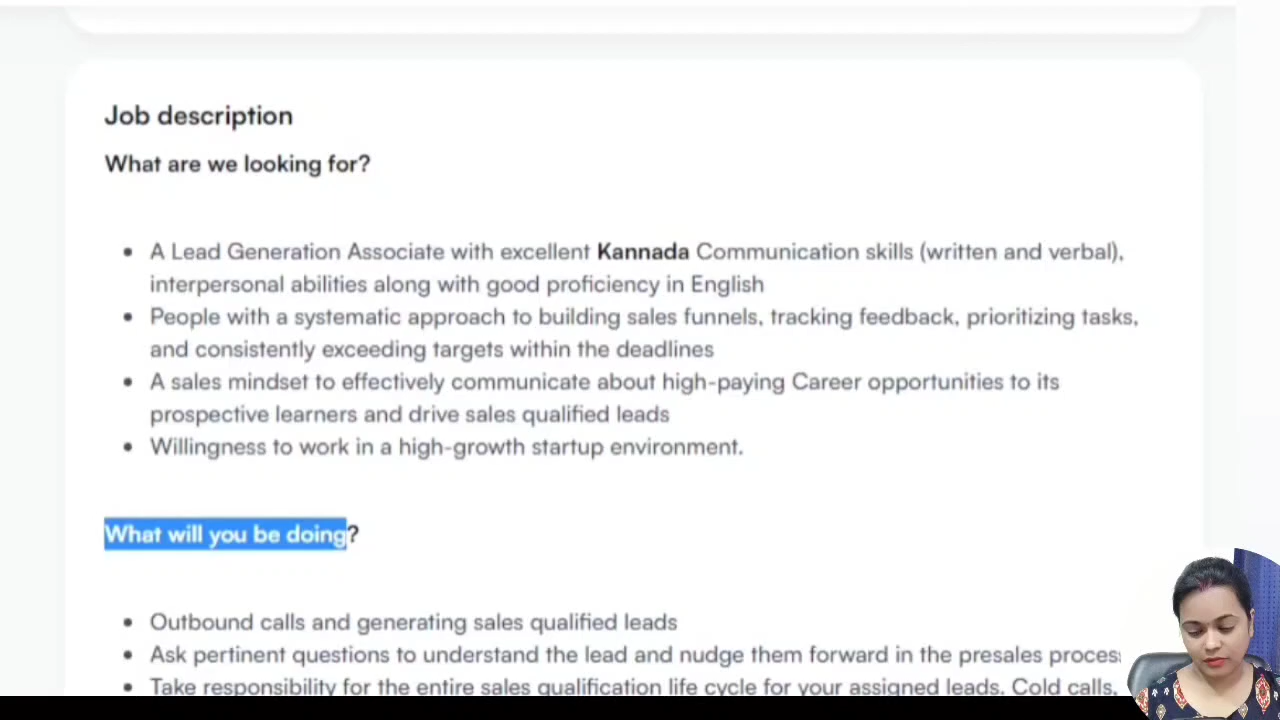 Job description
What are we looking for?
A Lead Generation Associate with excellent Kannada Communication skills (written and verbal),
interpersonal abilities along with good proficiency in English
People with a systematic approach to building sales funnels, tracking feedback, prioritizing tasks,
and consistently exceeding targets within the deadlines
A sales mindset to effectively communicate about high-paying Career opportunities to its
prospective learners and drive sales qualified leads
Willingness to work in a high-growth startup environment.
What will you be doing?
Outbound calls and generating sales qualified leads
Ask pertinent questions to understand the lead and nudge them forward in the presales proces
Take responsibility for the entire sales qualification life cycle for your assigned leads. Cold calls,